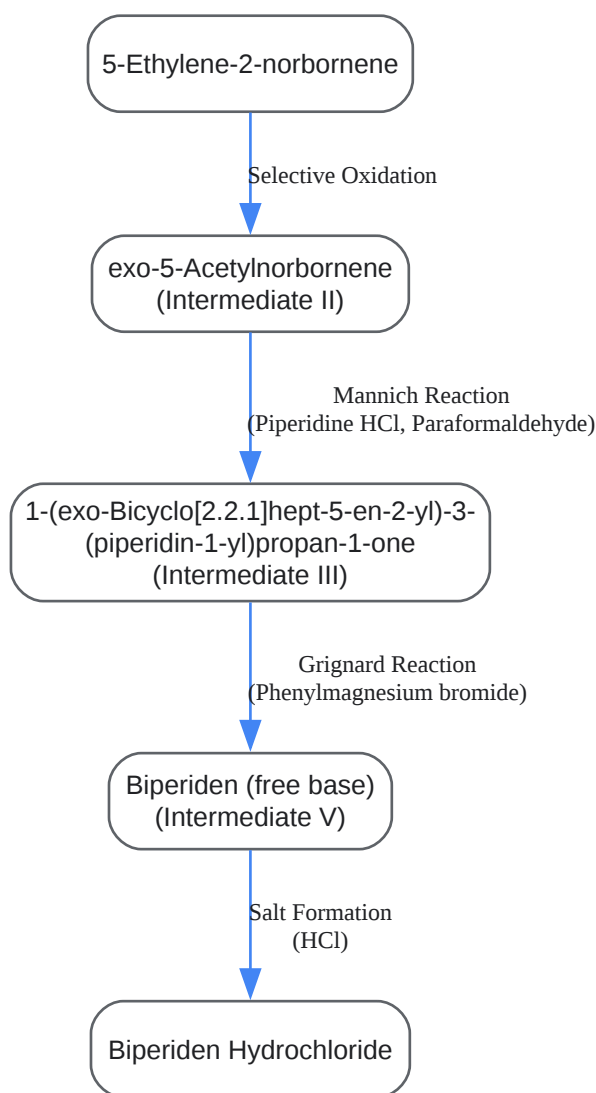 5-Ethylene-2-norbornene
Selective Oxidation
exo-5-Acetylnorbornene
(Intermediate II)
Mannich Reaction
(Piperidine HCl, Paraformaldehyde)
1-(exo-Bicyclo[2.2.1]hept-5-en-2-yl)-3-
(piperidin-1-yl)propan-1-one
(Intermediate III)
Grignard Reaction
(Phenylmagnesium bromide)
Biperiden (free base)
(Intermediate V)
Salt Formation
(HCl)
Biperiden Hydrochloride